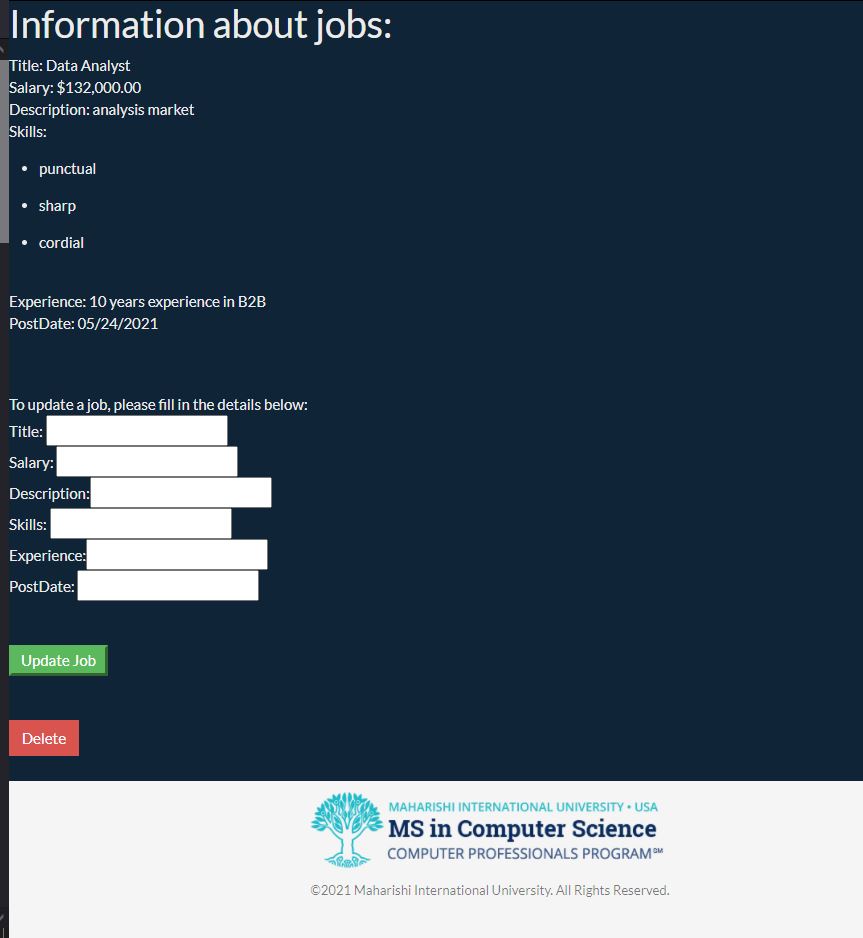 Information about jobs:
Title: Data Analyst
Salary: $132,000.00
Description: analysis market
Skills:
• punctual
• sharp
• cordial
Experience: 10 years experience in B2B
PostDate: 05/24/2021
To update a job, please fill in the details below:
Title:
Salary:
Description:
Skills:
Experience:
PostDate:
Update Job
Delete
MAHARISHI INTERNATIONAL UNIVERSITY • USA
MS in Computer Science
COMPUTER PROFESSIONALS PROGRAM℠
©2021 Maharishi International University. All Rights Reserved.